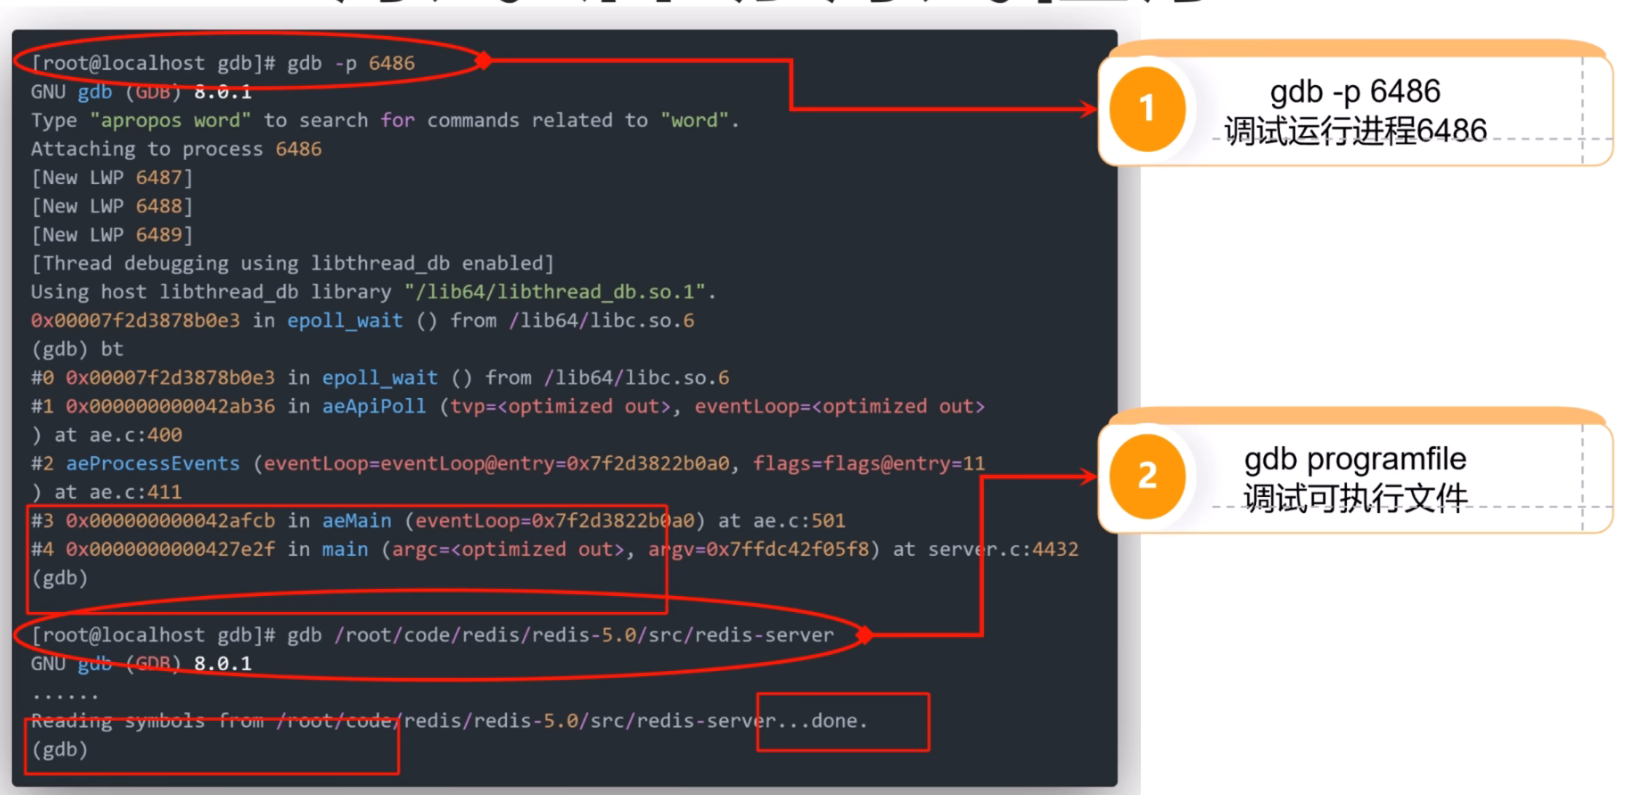 [root@localhost gdb]# gdb -p 6486
GNU gdb (GDB) 8.0.1
Type "apropos word" to search for commands related to "word".
Attaching to process 6486
[New LWP 6487]
[New LWP 6488]
[New LWP 6489]
[Thread debugging using libthread_db enabled]
Using host libthread_db library "/lib64/libthread_db.so.1".
0x00007f2d3878b0e3 in epoll_wait () from /lib64/libc.so.6
(gdb) bt
#0 0x00007f2d3878b0e3 in epoll_wait () from /lib64/libc.so.6
#1 0x000000000042ab36 in aeApiPoll (tvp=<optimized out>, eventLoop=<optimized out>
) at ae.c:400
#2 aeProcessEvents (eventLoop=eventLoop@entry=0x7f2d3822b0a0, flags=flags@entry=11
) at ae.c:411
#3 0x000000000042afcb in aeMain (eventLoop=0x7f2d3822b0a0) at ae.c:501
#4 0x0000000000427e2f in main (argc=<optimized out>, argv=0x7ffdc42f05f8) at server.c:4432
(gdb)
[root@localhost gdb]# gdb /root/code/redis/redis-5.0/src/redis-server
GNU gdb (GDB) 8.0.1
......
Reading symbols from /root/code/redis/redis-5.0/src/redis-server...done.
(gdb)
1
gdb -p 6486
调试运行进程6486
2
gdb programfile
调试可执行文件